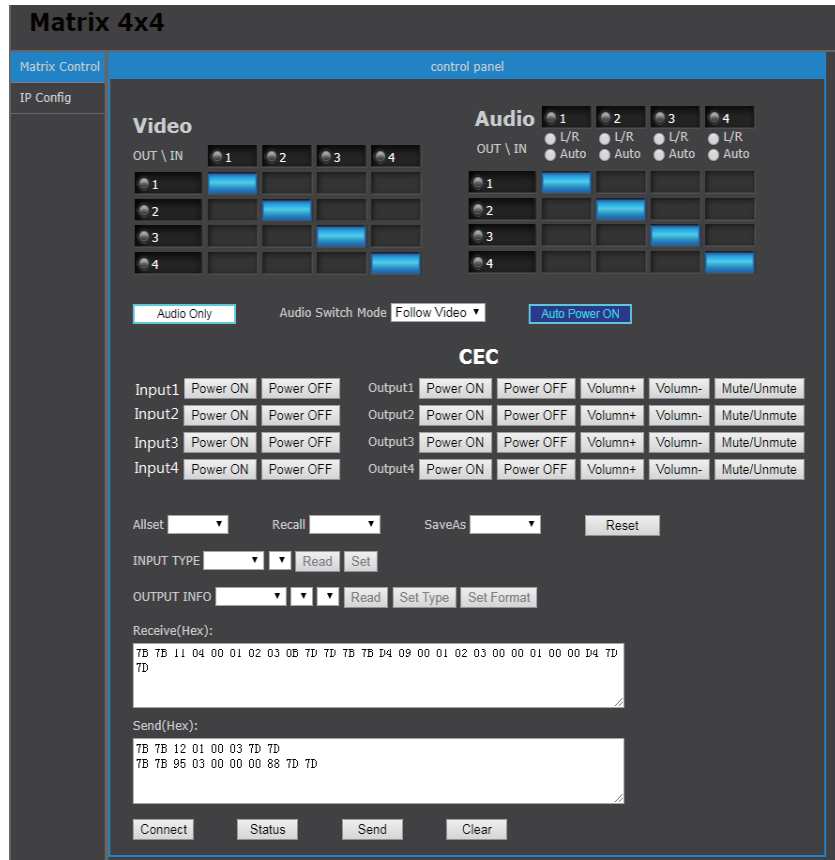 Matrix 4x4
Matrix Control
control panel
IP Config
Video
Audio 1 2 3 4
L/R L/R L/R L/R
OUT \ IN Auto Auto Auto Auto
OUT \ IN 1 2 3 4
1
2
3
4
1
2
3
4
Audio Only Audio Switch Mode Follow Video Auto Power ON
CEC
Input1 Power ON Power OFF Output1 Power ON Power OFF Volumn+ Volumn- Mute/Unmute
Input2 Power ON Power OFF Output2 Power ON Power OFF Volumn+ Volumn- Mute/Unmute
Input3 Power ON Power OFF Output3 Power ON Power OFF Volumn+ Volumn- Mute/Unmute
Input4 Power ON Power OFF Output4 Power ON Power OFF Volumn+ Volumn- Mute/Unmute
Allset Recall SaveAs Reset
INPUT TYPE Read Set
OUTPUT INFO Read Set Type Set Format
Receive(Hex):
7B 7B 11 04 00 01 02 03 0B 7D 7D 7B 7B D4 09 00 01 02 03 00 00 01 00 00 D4 7D
7D
Send(Hex):
7B 7B 12 01 00 03 7D 7D
7B 7B 95 03 00 00 00 88 7D 7D
Connect Status Send Clear